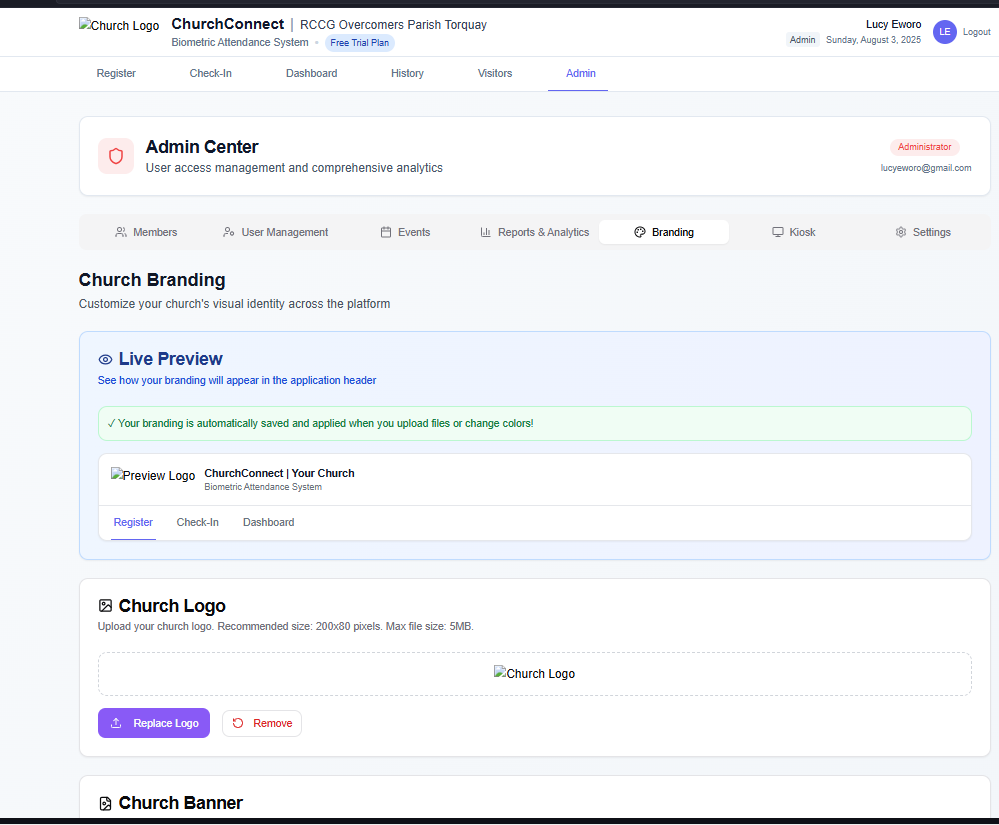 Church Logo
ChurchConnect | RCCG Overcomers Parish Torquay
Biometric Attendance System • Free Trial Plan
Lucy Eworo
Admin Sunday, August 3, 2025
LE
Logout
Register Check-In Dashboard History Visitors Admin
Admin Center
User access management and comprehensive analytics
Administrator
lucyeworo@gmail.com
Members User Management Events Reports & Analytics Branding Kiosk Settings
Church Branding
Customize your church's visual identity across the platform
Live Preview
See how your branding will appear in the application header
✓ Your branding is automatically saved and applied when you upload files or change colors!
Preview Logo
ChurchConnect | Your Church
Biometric Attendance System
Register Check-In Dashboard
Church Logo
Upload your church logo. Recommended size: 200x80 pixels. Max file size: 5MB.
Church Logo
Replace Logo Remove
Church Banner